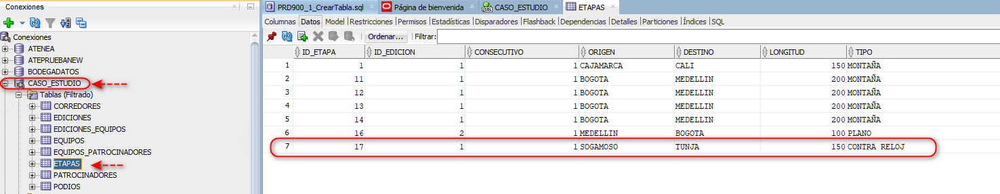 Conexiones
Conexiones
ATENEA
ATEPRUEBANEW
BODEGADATOS
CASO_ESTUDIO
Tablas (Filtrado)
CORREDORES
EDICIONES
EDICIONES_EQUIPOS
EQUIPOS
EQUIPOS_PATROCINADORES
ETAPAS
PATROCINADORES
PODIOS
PRD900_1_CrearTabla.sql Página de bienvenida CASO_ESTUDIO ETAPAS
Columnas Datos Model Restricciones Permisos Estadísticas Disparadores Flashback Dependencias Detalles Particiones Índices SQL
Ordenar... Filtrar:
ID_ETAPA ID_EDICION CONSECUTIVO ORIGEN DESTINO LONGITUD TIPO
1 1 1 1 CAJAMARCA CALI 150 MONTAÑA
2 11 1 1 BOGOTA MEDELLIN 200 MONTAÑA
3 12 1 1 BOGOTA MEDELLIN 200 MONTAÑA
4 13 1 1 BOGOTA MEDELLIN 200 MONTAÑA
5 14 1 1 BOGOTA MEDELLIN 200 MONTAÑA
6 16 2 1 MEDELLIN BOGOTA 100 PLANO
7 17 1 1 SOGAMOSO TUNJA 150 CONTRA RELOJ